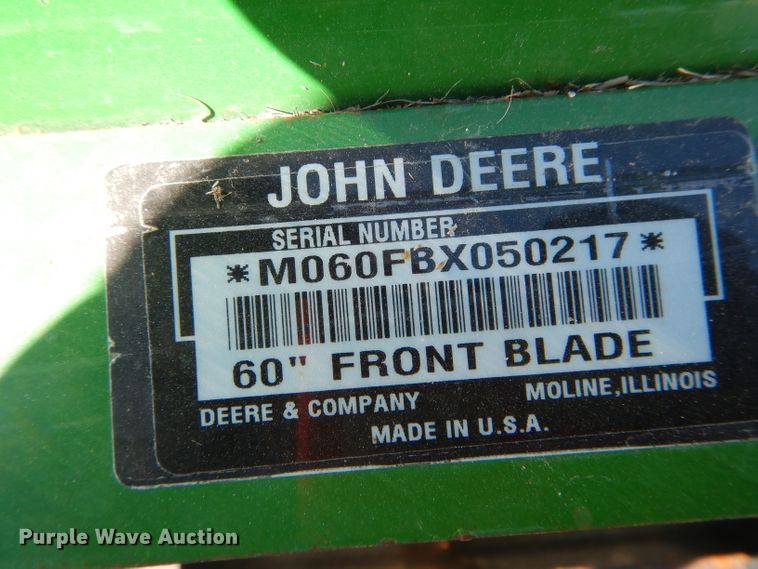 JOHN DEERE
SERIAL NUMBER
*M060FBX050217*
60" FRONT BLADE
DEERE & COMPANY MOLINE, ILLINOIS
MADE IN U.S.A.
Purple Wave Auction®